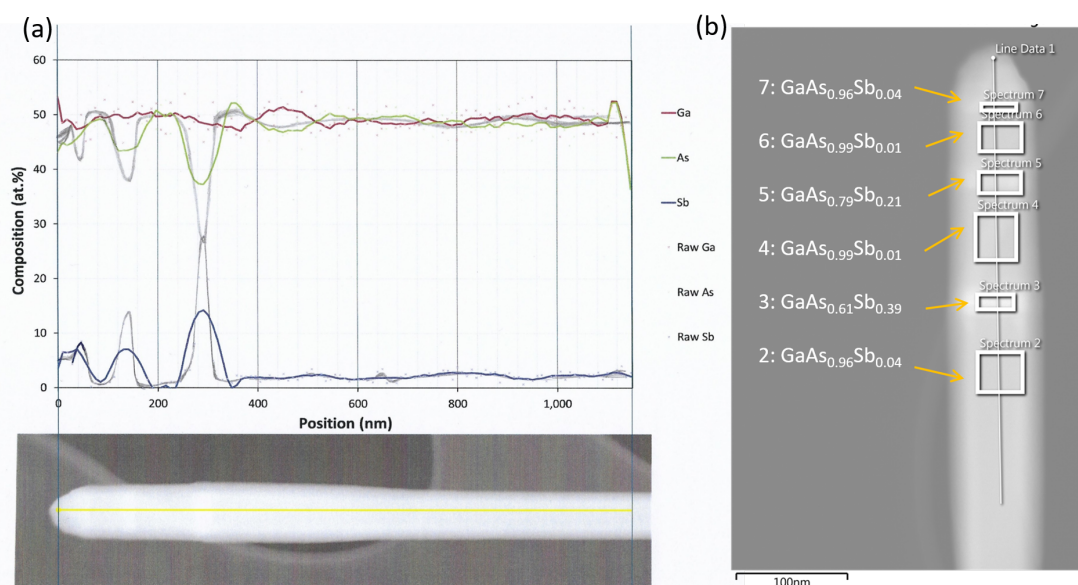 (a)
60
50
40
30
20
10
0
Composition (at.%)
0
200
400
600
800
1,000
Position (nm)
Ga
As
Sb
Raw Ga
Raw As
Raw Sb
(b)
Line Data 1
7: GaAs0.96Sb0.04
Spectrum 7
Spectrum 6
6: GaAs0.99Sb0.01
Spectrum 5
5: GaAs0.79Sb0.21
Spectrum 4
4: GaAs0.99Sb0.01
Spectrum 3
3: GaAs0.61Sb0.39
Spectrum 2
2: GaAs0.96Sb0.04
100nm